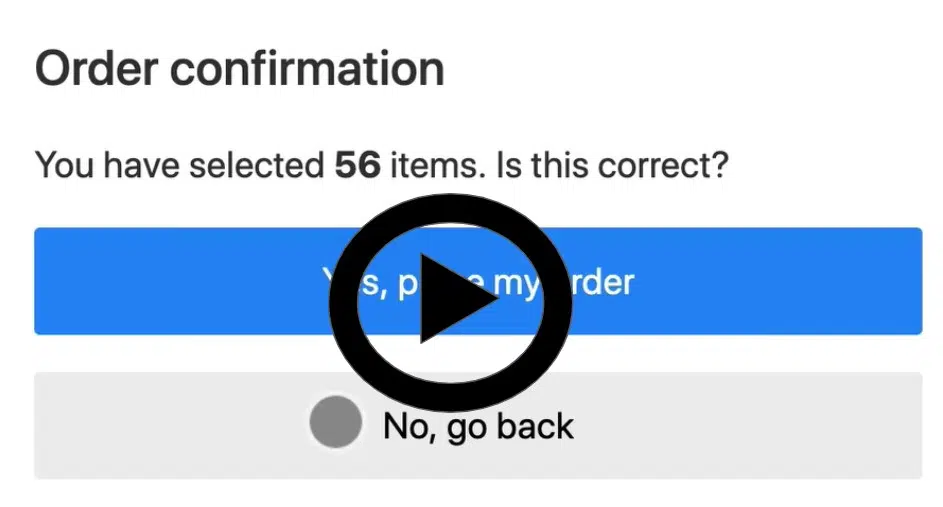 Order confirmation
You have selected 56 items. Is this correct?
my
No, go back